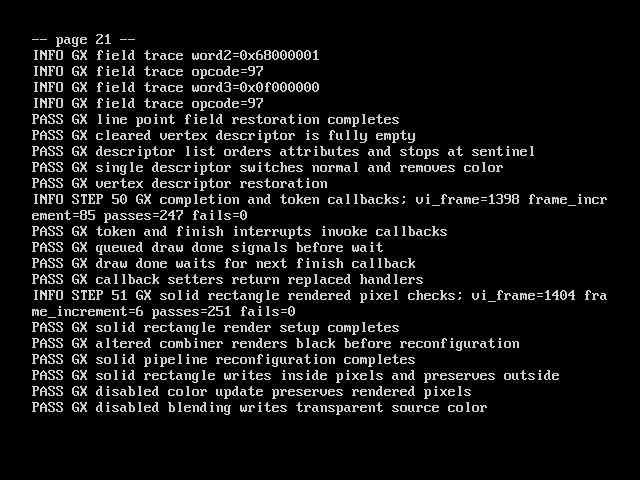 -- page 21 --
INFO GX field trace word2=0x68000001
INFO GX field trace opcode=97
INFO GX field trace word3=0x0f000000
INFO GX field trace opcode=97
PASS GX line point field restoration completes
PASS GX cleared vertex descriptor is fully empty
PASS GX descriptor list orders attributes and stops at sentinel
PASS GX single descriptor switches normal and removes color
PASS GX vertex descriptor restoration
INFO STEP 50 GX completion and token callbacks; vi_frame=1398 frame_incr
ement=85 passes=247 fails=0
PASS GX token and finish interrupts invoke callbacks
PASS GX queued draw done signals before wait
PASS GX draw done waits for next finish callback
PASS GX callback setters return replaced handlers
INFO STEP 51 GX solid rectangle rendered pixel checks; vi_frame=1404 fra
me_increment=6 passes=251 fails=0
PASS GX solid rectangle render setup completes
PASS GX altered combiner renders black before reconfiguration
PASS GX solid pipeline reconfiguration completes
PASS GX solid rectangle writes inside pixels and preserves outside
PASS GX disabled color update preserves rendered pixels
PASS GX disabled blending writes transparent source color